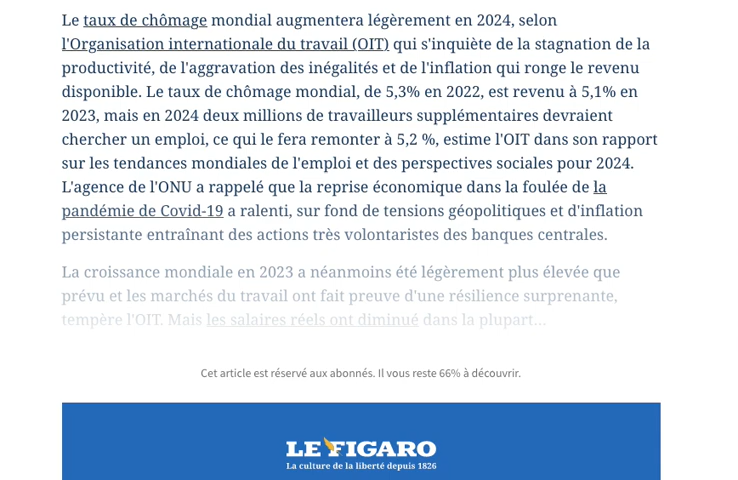 Le taux de chômage mondial augmentera légèrement en 2024, selon
l'Organisation internationale du travail (OIT) qui s'inquiète de la stagnation de la
productivité, de l'aggravation des inégalités et de l'inflation qui ronge le revenu
disponible. Le taux de chômage mondial, de 5,3% en 2022, est revenu à 5,1% en
2023, mais en 2024 deux millions de travailleurs supplémentaires devraient
chercher un emploi, ce qui le fera remonter à 5,2 %, estime l'OIT dans son rapport
sur les tendances mondiales de l'emploi et des perspectives sociales pour 2024.
L'agence de l'ONU a rappelé que la reprise économique dans la foulée de la
pandémie de Covid-19 a ralenti, sur fond de tensions géopolitiques et d'inflation
persistante entraînant des actions très volontaristes des banques centrales.
La croissance mondiale en 2023 a néanmoins été légèrement plus élevée que
prévu et les marchés du travail ont fait preuve d'une résilience surprenante,
tempère l'OIT. Mais les salaires réels ont diminué dans la plupart...
Cet article est réservé aux abonnés. Il vous reste 66% à découvrir.
LE FIGARO
La culture de la liberté depuis 1826